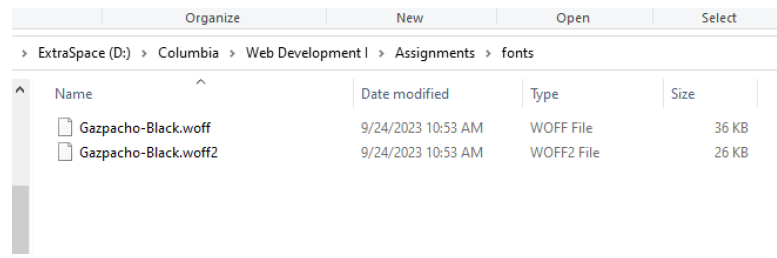 Organize New Open Select
> ExtraSpace (D:) > Columbia > Web Development I > Assignments > fonts
Name Date modified Type Size
Gazpacho-Black.woff 9/24/2023 10:53 AM WOFF File 36 KB
Gazpacho-Black.woff2 9/24/2023 10:53 AM WOFF2 File 26 KB